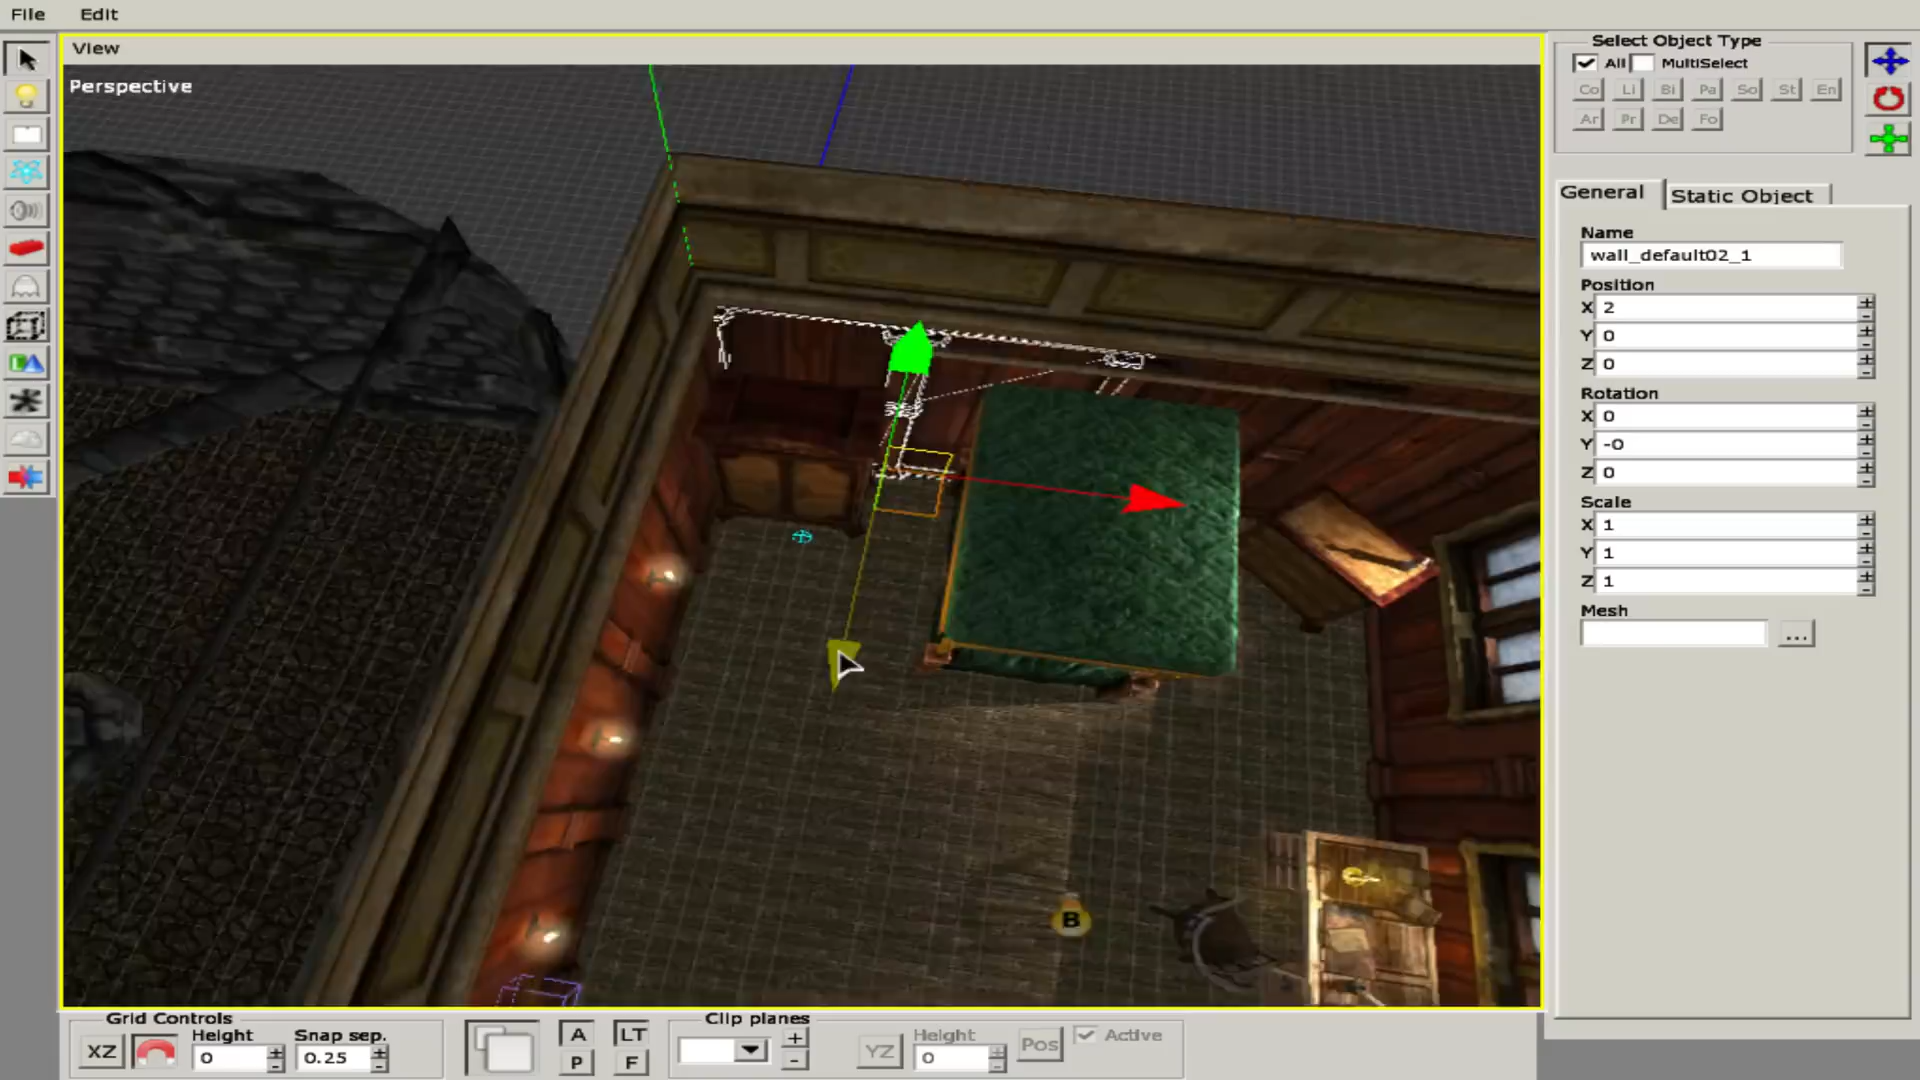 File Edit
View
Perspective
Select Object Type
All MultiSelect
Co Li Bi Pa So St En
Ar Pr De Fo
General Static Object
Name
wall_default02_1
Position
X 2
Y 0
Z 0
Rotation
X 0
Y -0
Z 0
Scale
X 1
Y 1
Z 1
Mesh
...
B
Grid Controls
XZ Height 0 Snap sep. 0.25
A LT
P F
Clip planes
+
-
YZ Height 0 Pos Active